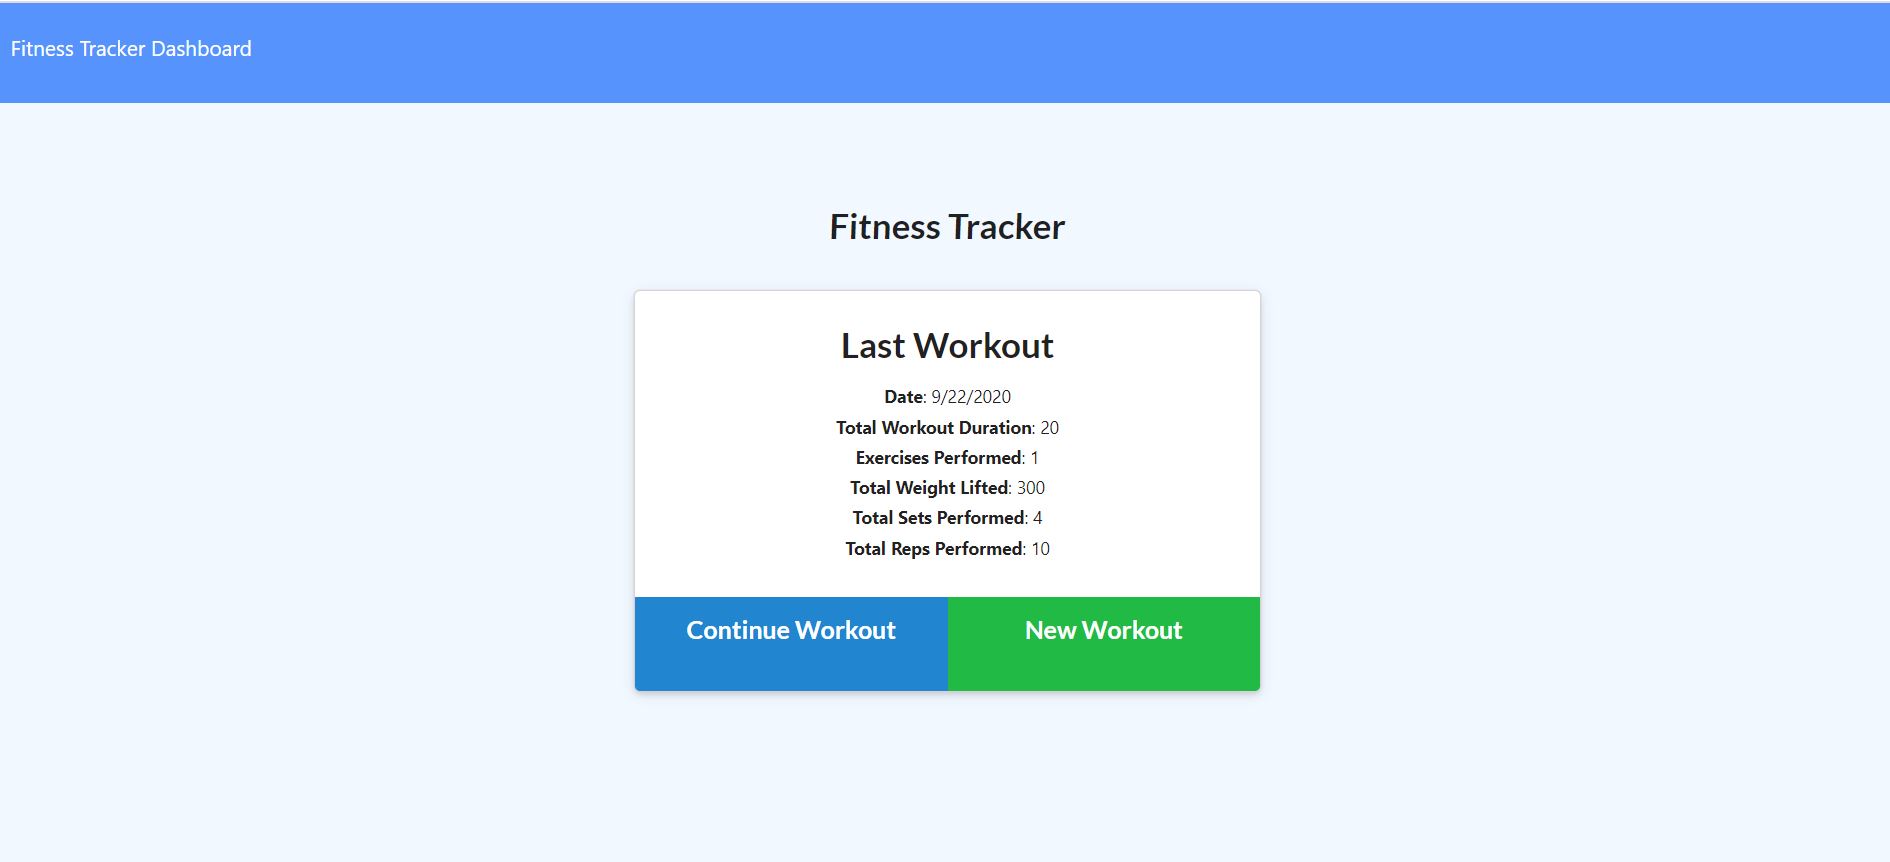 Fitness Tracker Dashboard
Fitness Tracker
Last Workout
Date: 9/22/2020
Total Workout Duration: 20
Exercises Performed: 1
Total Weight Lifted: 300
Total Sets Performed: 4
Total Reps Performed: 10
Continue Workout
New Workout